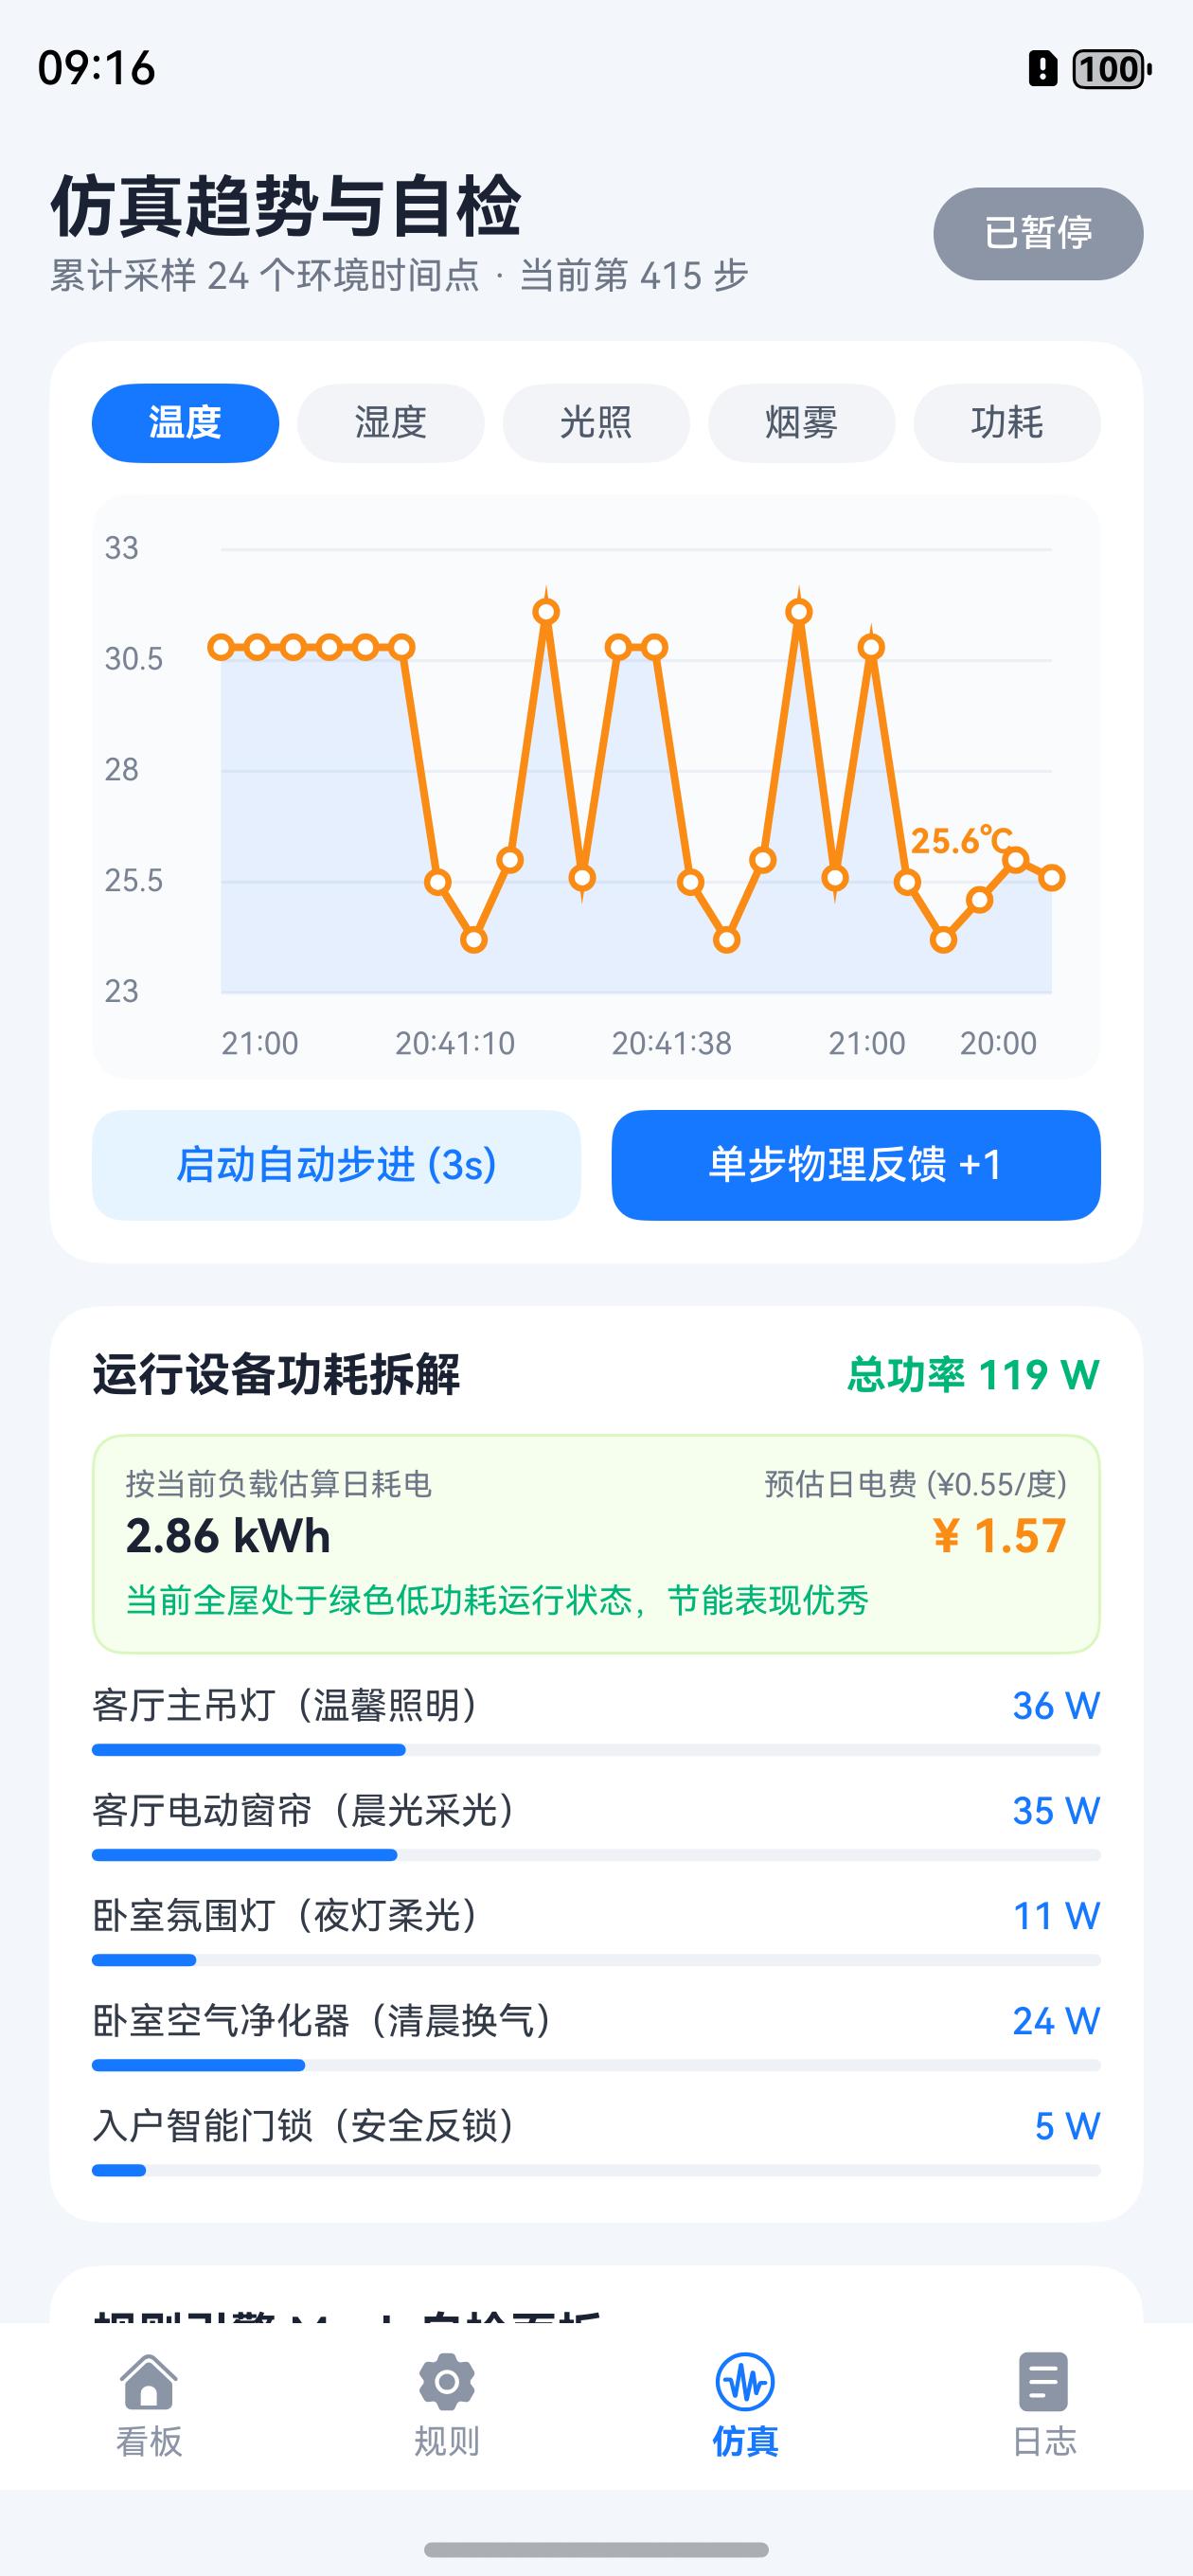 09:16
100
仿真趋势与自检
累计采样 24 个环境时间点 · 当前第 415 步
已暂停
温度 湿度 光照 烟雾 功耗
33
30.5
28
25.6℃
25.5
23
21:00 20:41:10 20:41:38 21:00 20:00
启动自动步进 (3s) 单步物理反馈 +1
运行设备功耗拆解 总功率 119 W
按当前负载估算日耗电 预估日电费 (¥0.55/度)
2.86 kWh ¥ 1.57
当前全屋处于绿色低功耗运行状态，节能表现优秀
客厅主吊灯（温馨照明） 36 W
客厅电动窗帘（晨光采光） 35 W
卧室氛围灯（夜灯柔光） 11 W
卧室空气净化器（清晨换气） 24 W
入户智能门锁（安全反锁） 5 W
看板 规则 仿真 日志